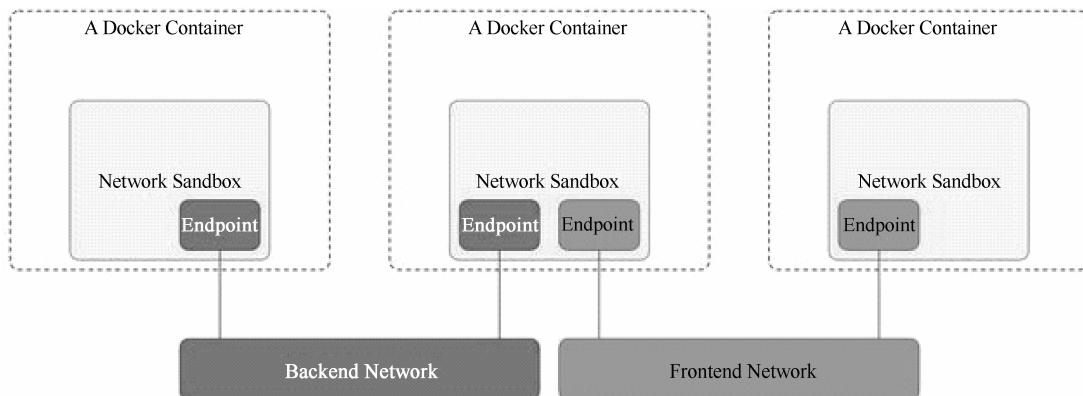 A Docker Container
A Docker Container
A Docker Container
Network Sandbox
Network Sandbox
Network Sandbox
Endpoint
Endpoint
Endpoint
Endpoint
Backend Network
Frontend Network